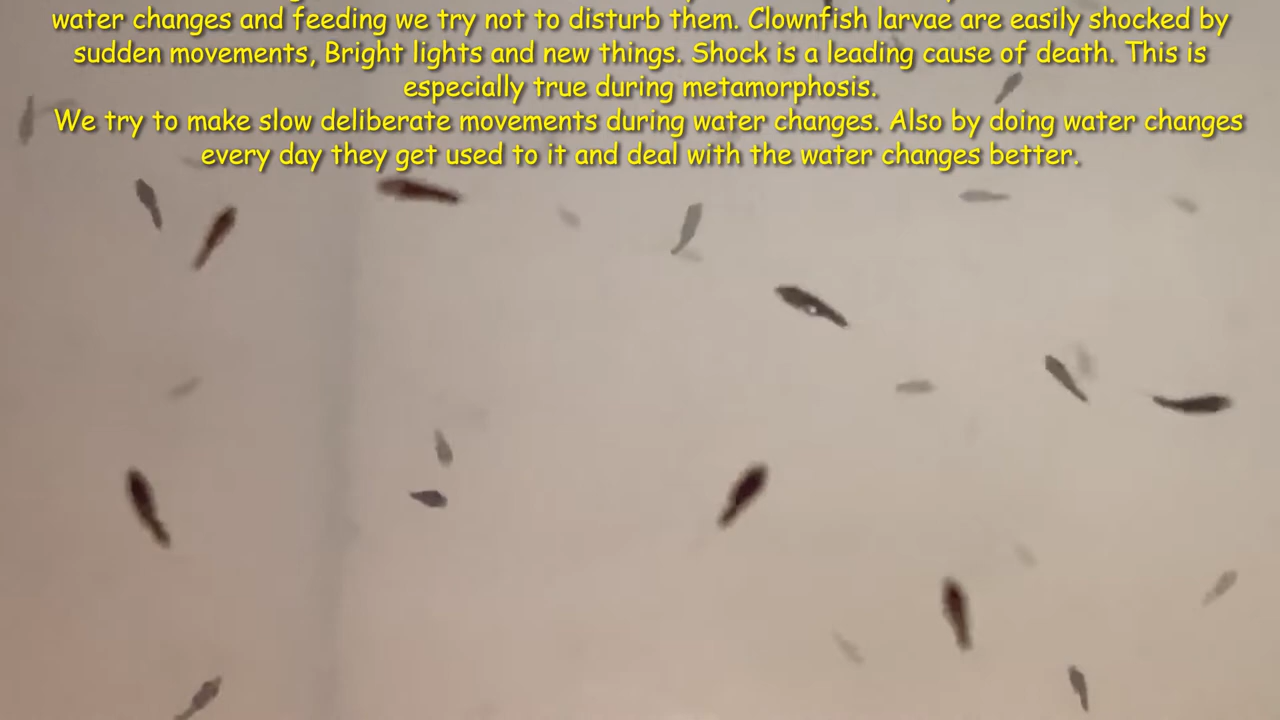 water changes and feeding we try not to disturb them. Clownfish larvae are easily shocked by
sudden movements, Bright lights and new things. Shock is a leading cause of death. This is
especially true during metamorphosis.
We try to make slow deliberate movements during water changes. Also by doing water changes
every day they get used to it and deal with the water changes better.